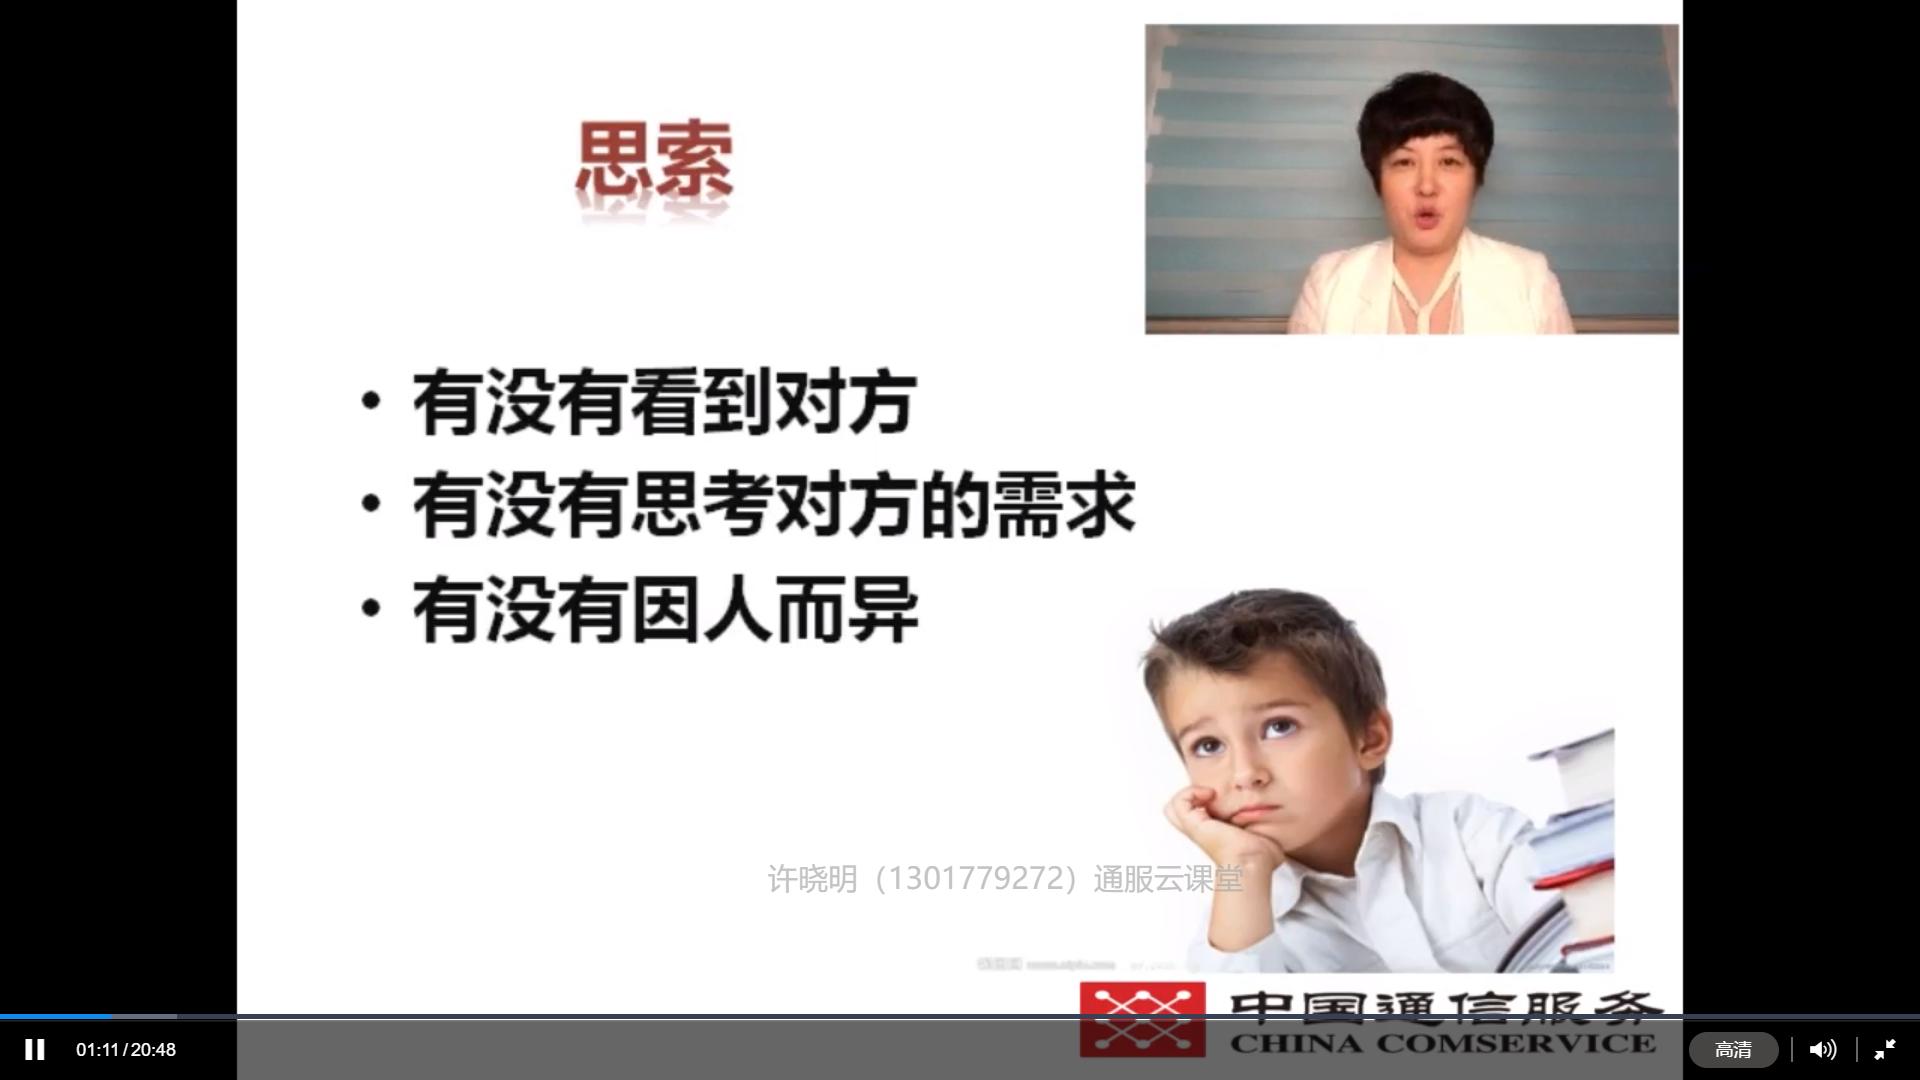 思索
• 有没有看到对方
• 有没有思考对方的需求
• 有没有因人而异
许晓明（1301779272）通服云课堂
中国通信服务
CHINA COMSERVICE
01:11/20:48
高清